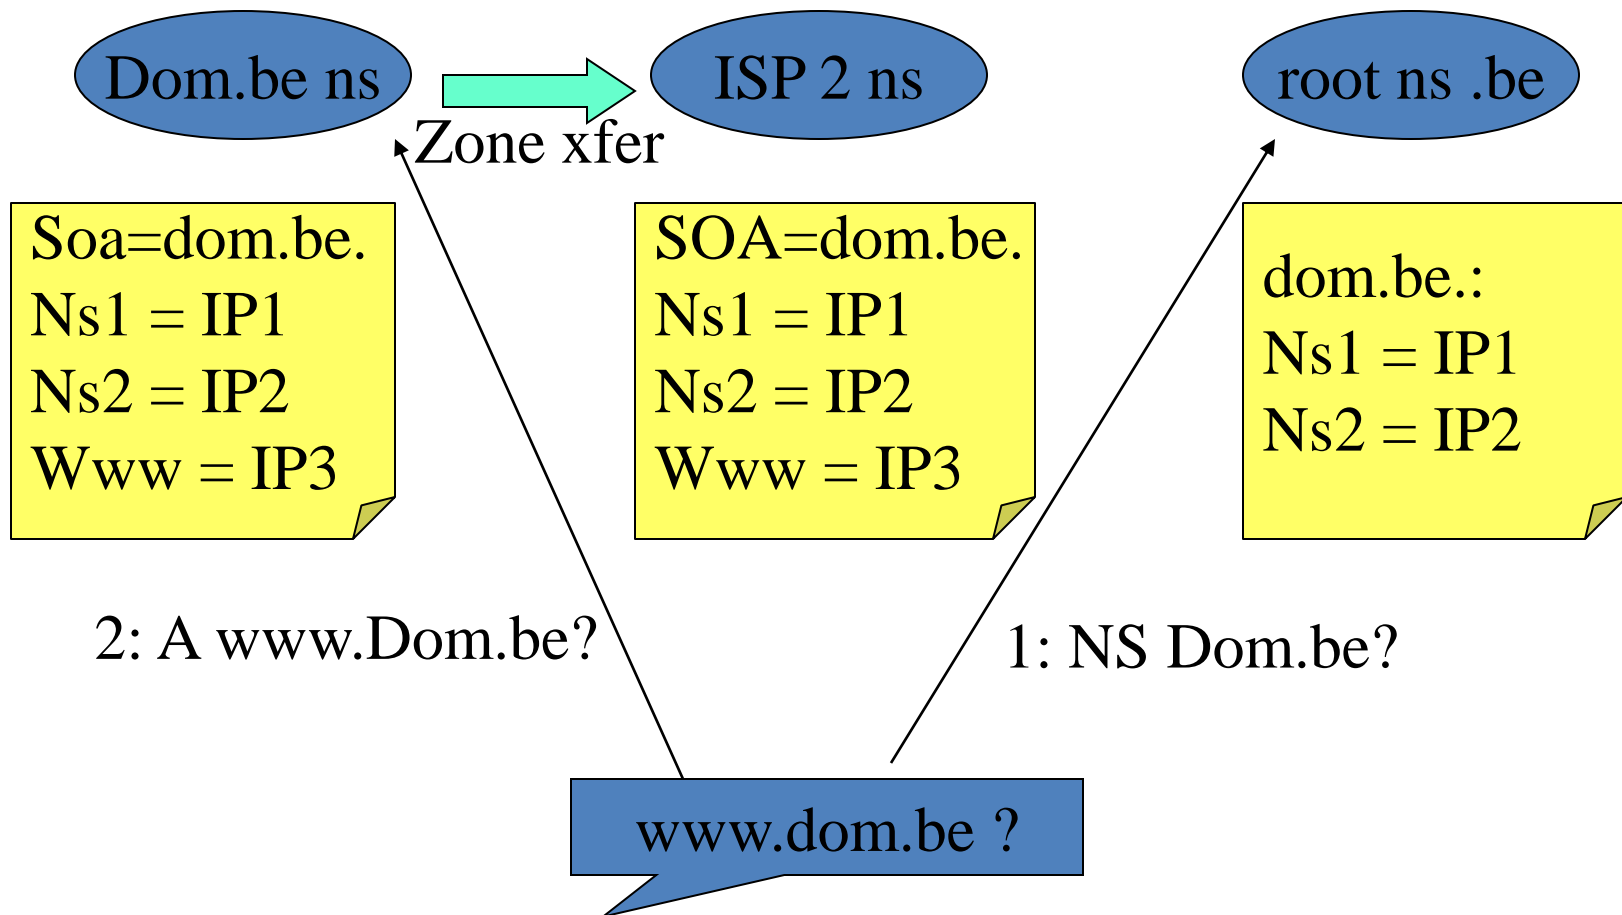 Dom.be ns
ISP 2 ns
root ns .be
Zone xfer
Soa=dom.be.
Ns1 = IP1
Ns2 = IP2
Www = IP3
SOA=dom.be.
Ns1 = IP1
Ns2 = IP2
Www = IP3
dom.be.:
Ns1 = IP1
Ns2 = IP2
2: A www.Dom.be?
1: NS Dom.be?
www.dom.be ?